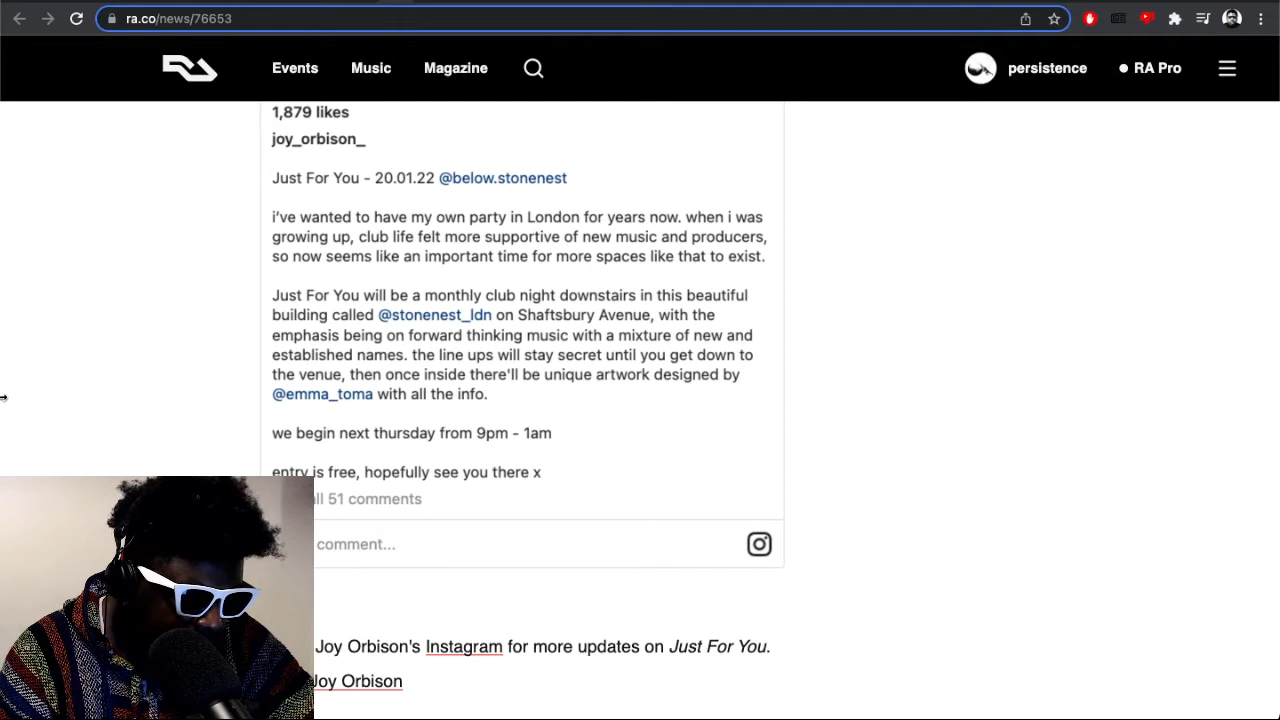 ra.co/news/76653
Events Music Magazine persistence RA Pro
1,879 likes
joy_orbison_
Just For You - 20.01.22 @below.stonenest
i've wanted to have my own party in London for years now. when i was
growing up, club life felt more supportive of new music and producers,
so now seems like an important time for more spaces like that to exist.
Just For You will be a monthly club night downstairs in this beautiful
building called @stonenest_ldn on Shaftsbury Avenue, with the
emphasis being on forward thinking music with a mixture of new and
established names. the line ups will stay secret until you get down to
the venue, then once inside there'll be unique artwork designed by
@emma_toma with all the info.
we begin next thursday from 9pm - 1am
entry is free, hopefully see you there x
51 comments
comment...
Joy Orbison's Instagram for more updates on Just For You.
Joy Orbison